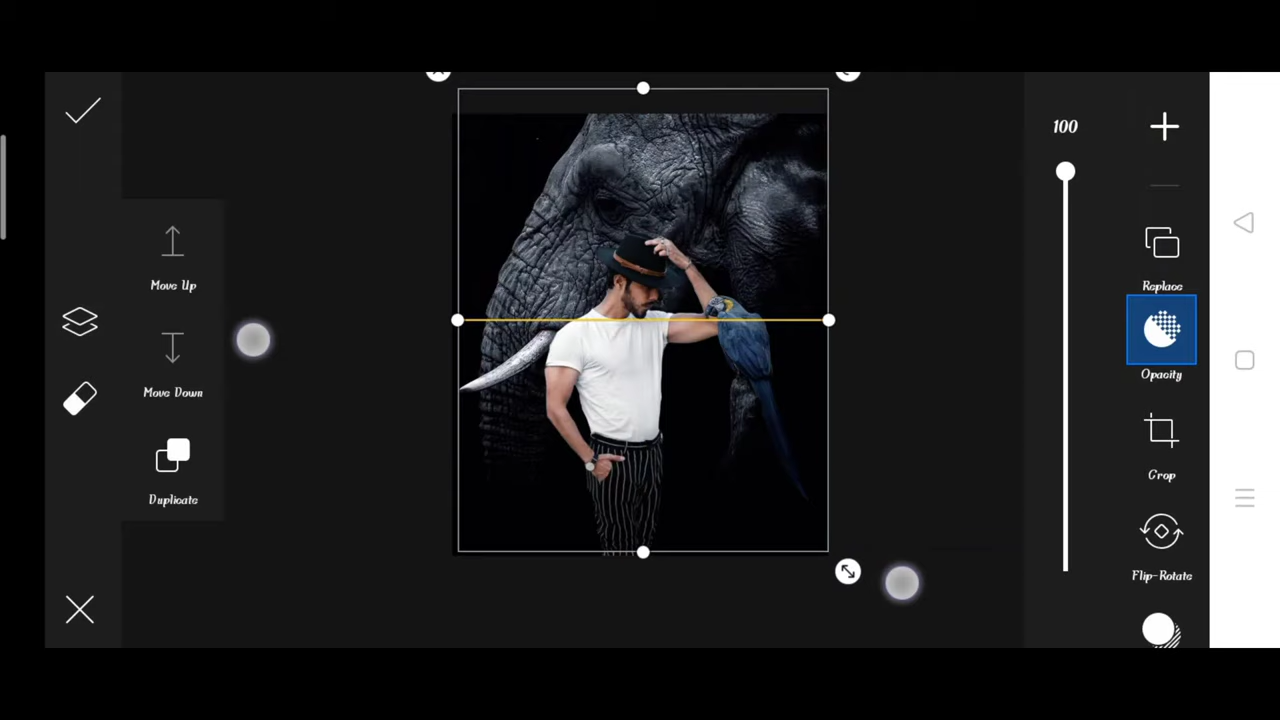 Move Up
Move Down
Duplicate
100
Replace
Opacity
Crop
Flip-Rotate